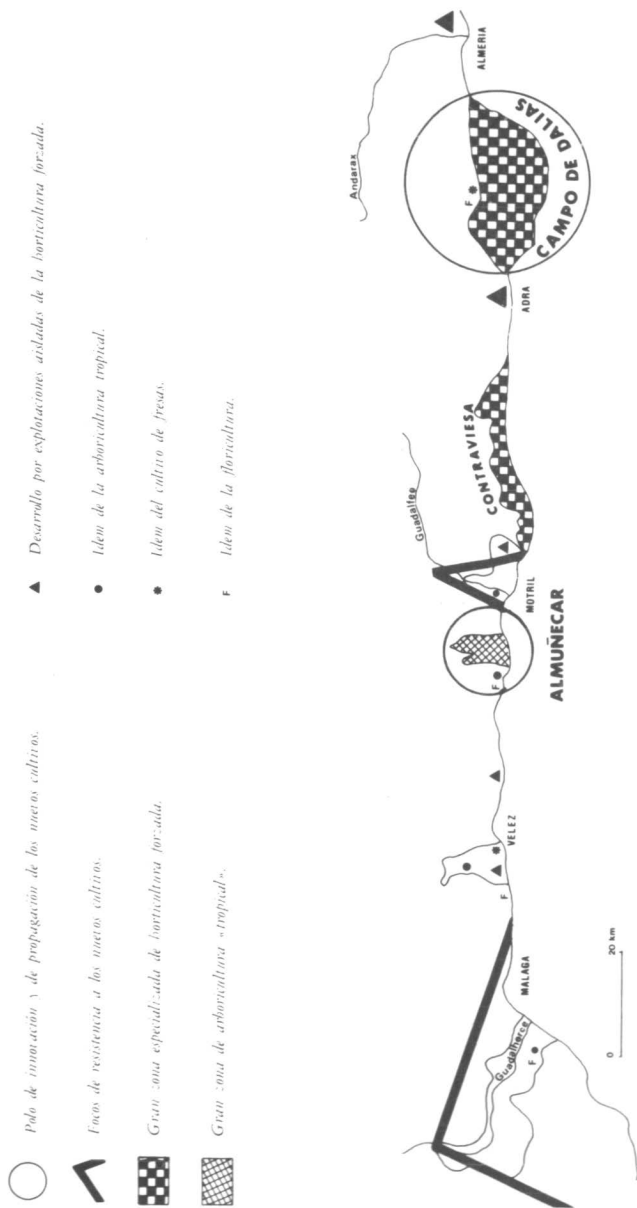 Polo de innovación y de propagación de los nuevos cultivos.
Focos de resistencia a los nuevos cultivos.
Gran zona especializada de horticultura forzada.
Gran zona de arboricultura «tropical».
Desarrollo por explotaciones aisladas de la horticultura forzada.
Idem de la arboricultura tropical.
Idem del cultivo de fresas.
F Idem de la floricultura.
Andarax
ALMERIA
F
CAMPO DE DALIAS
ADRA
CONTRAVIESA
Guadalfeo
MOTRIL
F
ALMUÑECAR
VELEZ
F
MALAGA
Guadalhorce
F
0 20 km